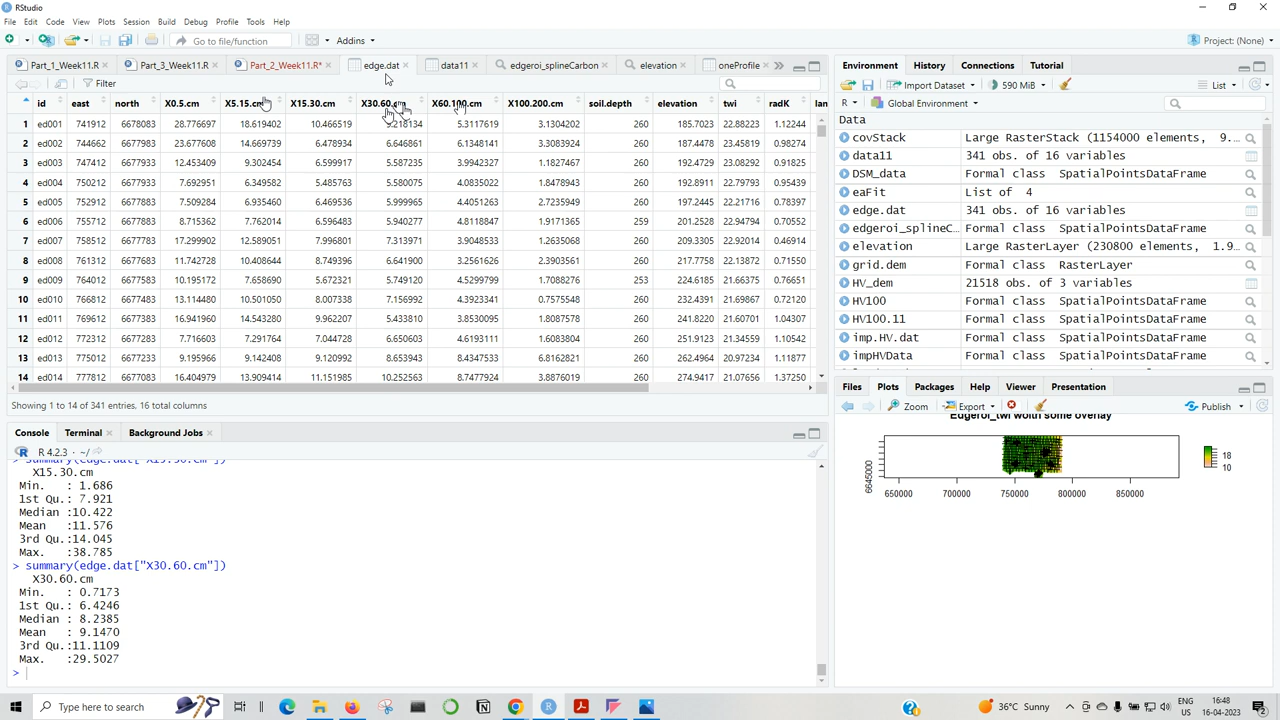 RStudio
File Edit Code View Plots Session Build Debug Profile Tools Help
Go to file/function Addins Project: (None)
Part_1_Week11.R Part_3_Week11.R Part_2_Week11.R* edge.dat data11 edgeroi_splineCarbon elevation oneProfile
Filter
id east north X0.5.cm X5.15.cm X15.30.cm X30.60.cm X60.100.cm X100.200.cm soil.depth elevation twi radK lan
1 ed001 741912 6678083 28.776697 18.619402 10.466519 5.3117619 3.1304202 260 185.7023 22.88223 1.12244
2 ed002 744662 6677983 23.677608 14.669739 6.478934 6.646861 6.1348141 3.3083924 260 187.4478 23.45819 0.98274
3 ed003 747412 6677933 12.453409 9.302454 6.599917 5.587235 3.9942327 1.1827467 260 192.4729 23.08292 0.91825
4 ed004 750212 6677933 7.692951 6.349582 5.485763 5.580075 4.0835022 1.8478943 260 192.8911 22.79793 0.95439
5 ed005 752912 6677883 7.509284 6.935460 6.469536 5.999965 4.4051263 2.7235949 260 197.2445 22.21716 0.78397
6 ed006 755712 6677883 8.715362 7.762014 6.596483 5.940277 4.8118847 1.5171365 259 201.2528 22.94794 0.70552
7 ed007 758512 6677783 17.299902 12.589051 7.996801 7.313971 3.9048533 1.2635068 260 209.3305 22.92014 0.46914
8 ed008 761312 6677683 11.742728 10.408644 8.749396 6.641900 3.2561626 2.3903561 260 217.7758 22.13872 0.71550
9 ed009 764012 6677583 10.195172 7.658690 5.672321 5.749120 4.5299799 1.7088276 253 224.6185 21.66375 0.76651
10 ed010 766812 6677483 13.114480 10.501050 8.007338 7.156992 4.3923341 0.7575548 260 232.4391 21.69867 0.72120
11 ed011 769612 6677383 16.941960 14.543280 9.962207 5.433810 3.8530095 1.8087578 260 241.8220 21.60701 1.04307
12 ed012 772312 6677283 7.716603 7.291764 7.044728 6.650603 4.6193111 1.6083804 260 251.9123 21.34559 1.10542
13 ed013 775012 6677233 9.195966 9.142408 9.120992 8.653943 8.4347533 6.8162821 260 262.4964 20.97234 1.11877
14 ed014 777812 6677083 16.404979 13.909414 11.151985 10.252563 8.7477924 3.8876019 260 274.9417 21.07656 1.37250
Showing 1 to 14 of 341 entries, 16 total columns
Console Terminal Background Jobs
R 4.2.3 · ~/
> summary(edge.dat["X15.30.cm"])
X15.30.cm
Min. : 1.686
1st Qu.: 7.921
Median :10.422
Mean :11.576
3rd Qu.:14.045
Max. :38.785
> summary(edge.dat["X30.60.cm"])
X30.60.cm
Min. : 0.7173
1st Qu.: 6.4246
Median : 8.2385
Mean : 9.1470
3rd Qu.:11.1109
Max. :29.5027
>
Environment History Connections Tutorial
Import Dataset 590 MiB List
R Global Environment
Data
covStack Large RasterStack (1154000 elements, 9...
data11 341 obs. of 16 variables
DSM_data Formal class SpatialPointsDataFrame
eaFit List of 4
edge.dat 341 obs. of 16 variables
edgeroi_splineC… Formal class SpatialPointsDataFrame
elevation Large RasterLayer (230800 elements, 1.9...
grid.dem Formal class RasterLayer
HV_dem 21518 obs. of 3 variables
HV100 Formal class SpatialPointsDataFrame
HV100.11 Formal class SpatialPointsDataFrame
imp.HV.dat Formal class SpatialPointsDataFrame
impHVData Formal class SpatialPointsDataFrame
Files Plots Packages Help Viewer Presentation
Zoom Export Publish
Edgeroi_twi woith some overlay
18
10
6645000
650000 700000 750000 800000 850000
Type here to search
36°C Sunny
ENG
US
16:48
16-04-2023
2